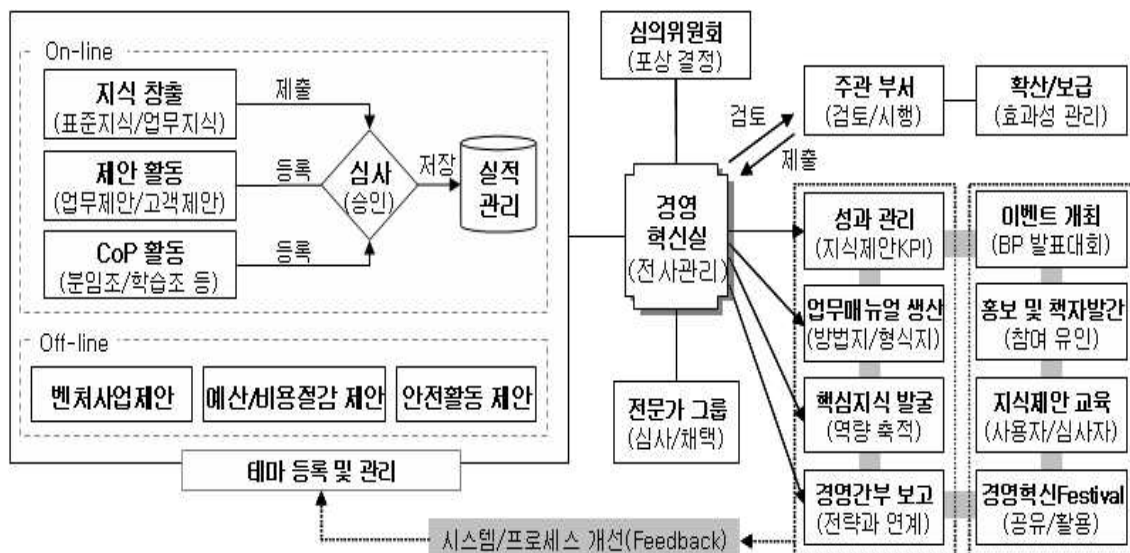 On-line
지식 창출
(표준지식/업무지식)
제출
제안 활동
(업무제안/고객제안)
등록
CoP 활동
(분임조/학습조 등)
등록
심사
(승인)
저장
실적
관리
Off-line
벤처사업제안
예산/비용절감 제안
안전활동 제안
테마 등록 및 관리
심의위원회
(포상 결정)
경영
혁신실
(전사관리)
전문가 그룹
(심사/채택)
검토
제출
주관 부서
(검토/시행)
확산/보급
(효과성 관리)
성과 관리
(지식제안KPI)
이벤트 개최
(BP 발표대회)
업무매뉴얼 생산
(방법지/형식지)
홍보 및 책자발간
(참여 유인)
핵심지식 발굴
(역량 축적)
지식제안 교육
(사용자/심사자)
경영간부 보고
(전략과 연계)
경영혁신Festival
(공유/활용)
시스템/프로세스 개선(Feedback)